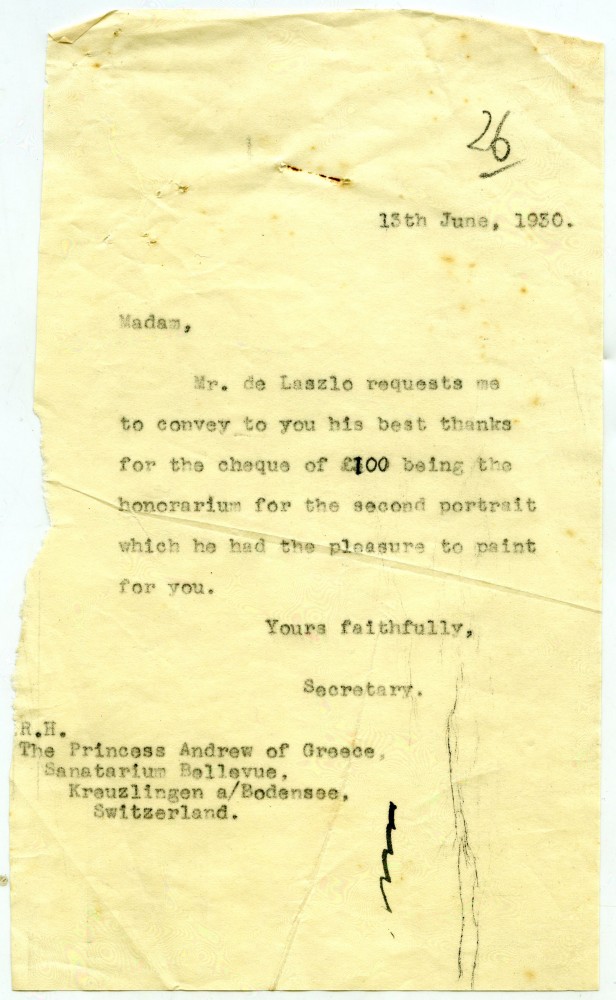 26
13th June, 1930.
Madam,
Mr. de Laszlo requests me
to convey to you his best thanks
for the cheque of £100 being the
honorarium for the second portrait
which he had the pleasure to paint
for you.
Yours faithfully,
Secretary.
R.H.
The Princess Andrew of Greece,
Sanatarium Bellevue,
Kreuzlingen a/Bodensee,
Switzerland.